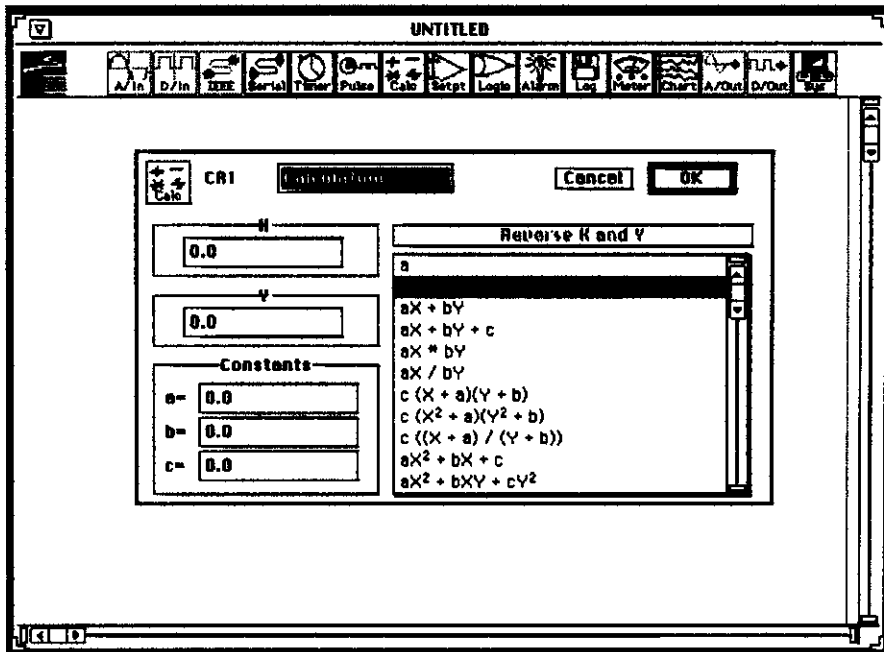 UNTITLED
A/In D/In IEEE Serial Timer Pulse Calc Setpt Logic Alarm Log Meter Chart A/Out D/Out Sys
Calc CA1 Calculation Cancel OK
X
0.0
Y
0.0
Constants
a= 0.0
b= 0.0
c= 0.0
Reverse X and Y
a
aX + bY
aX + bY + c
aX * bY
aX / bY
c (X + a)(Y + b)
c (X² + a)(Y² + b)
c ((X + a) / (Y + b))
aX² + bX + c
aX² + bXY + cY²